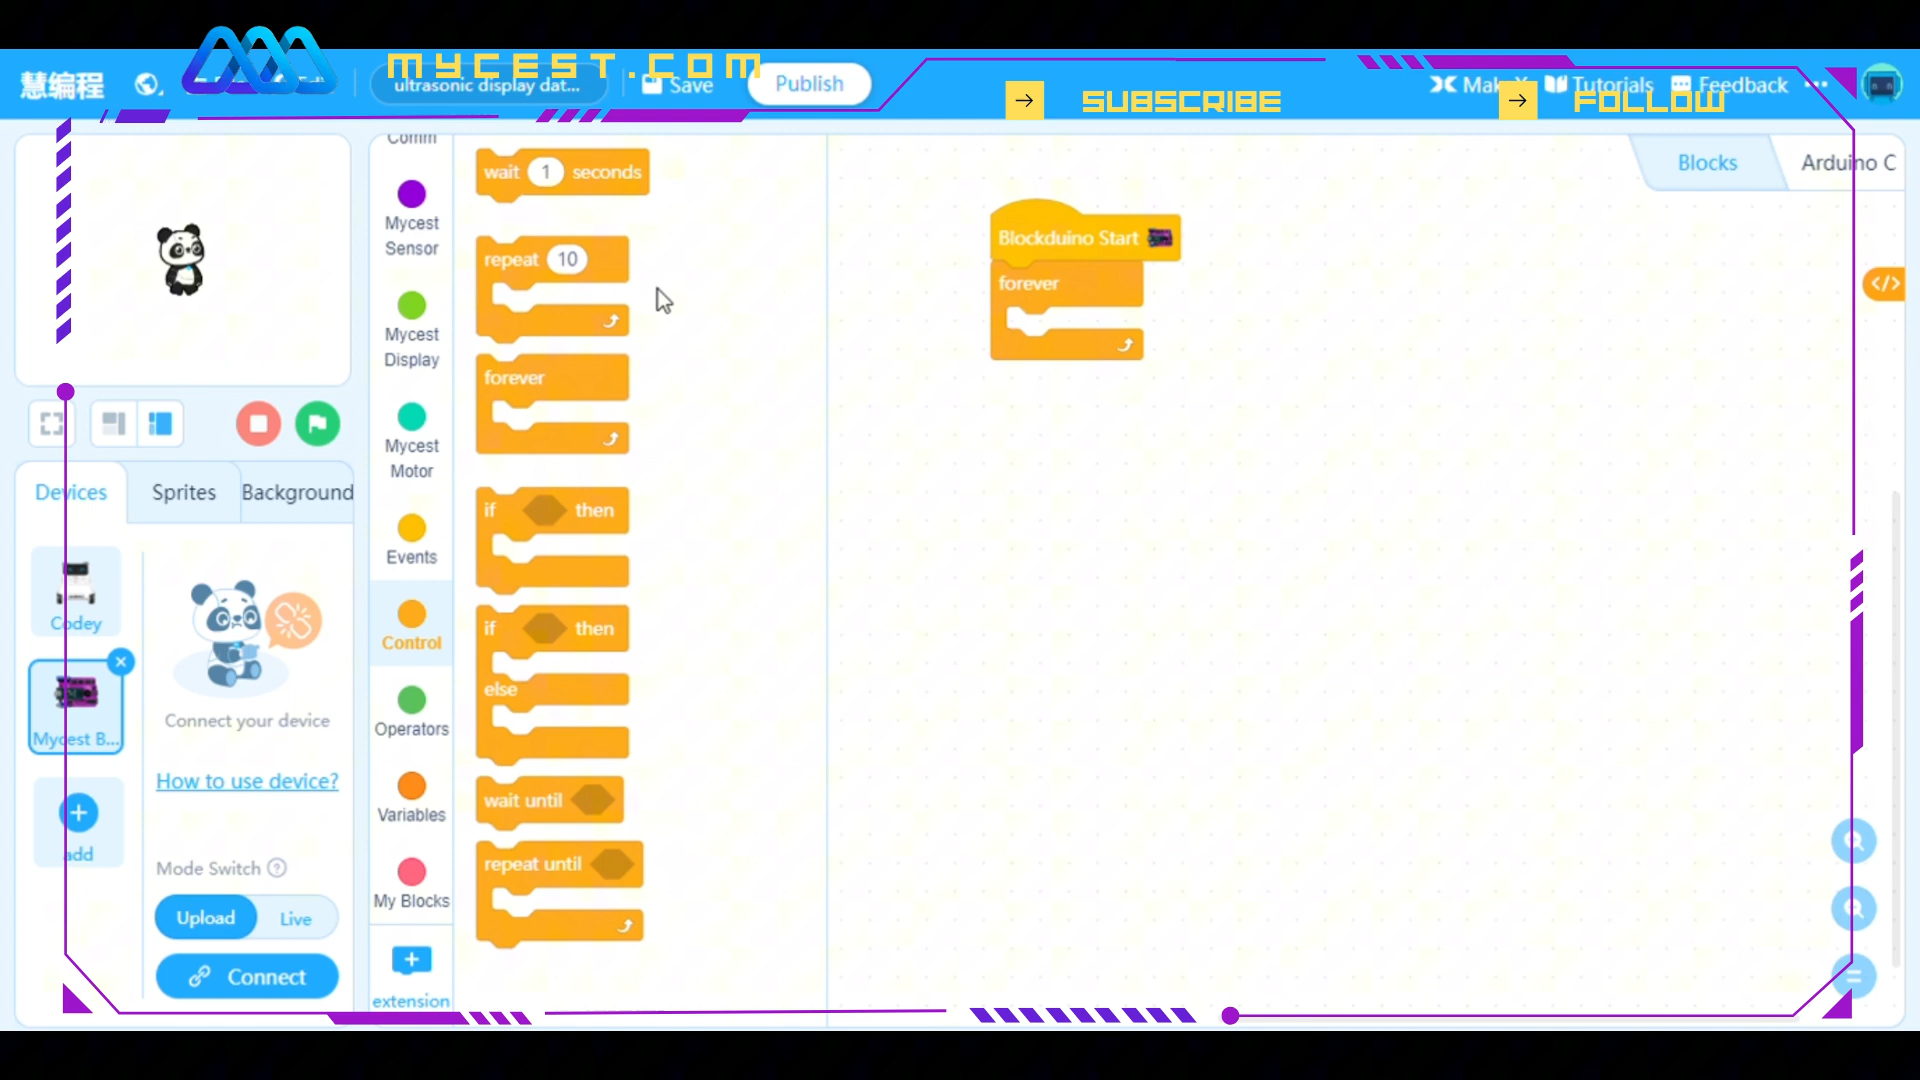 MYCEST.COM
慧编程
ultrasonic display dat...
Save
Publish
SUBSCRIBE
FOLLOW
Tutorials
Feedback
Comm
Mycest
Sensor
Mycest
Display
Mycest
Motor
Events
Control
Operators
Variables
My Blocks
extension
wait 1 seconds
repeat 10
forever
if then
if then
else
wait until
repeat until
Blockduino Start
forever
Blocks
Arduino C
</>
Devices
Sprites
Background
Codey
Mycest B...
add
Connect your device
How to use device?
Mode Switch ?
Upload
Live
Connect